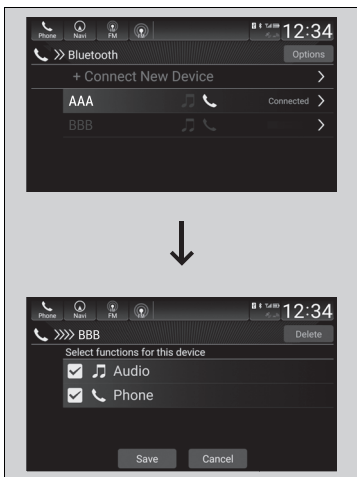 Phone Navi FM 12:34
Bluetooth Options
+ Connect New Device
AAA Connected
BBB
Phone Navi FM 12:34
BBB Delete
Select functions for this device
Audio
Phone
Save Cancel